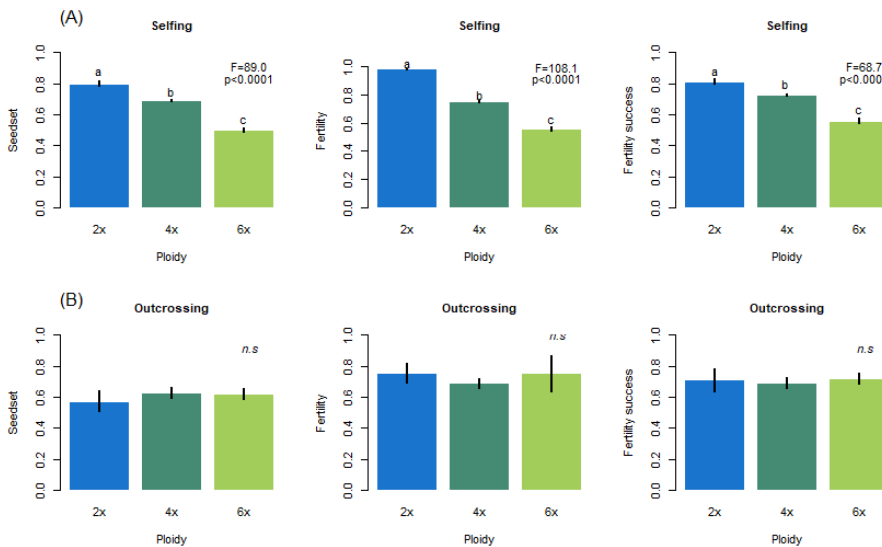 (A)
Selfing
Seedset
0.0 0.2 0.4 0.6 0.8 1.0
a
b
c
F=89.0
p<0.0001
2x 4x 6x
Ploidy
Selfing
Fertility
0.0 0.2 0.4 0.6 0.8 1.0
a
b
c
F=108.1
p<0.0001
2x 4x 6x
Ploidy
Selfing
Fertility success
0.0 0.2 0.4 0.6 0.8 1.0
a
b
c
F=68.7
p<0.000
2x 4x 6x
Ploidy
(B)
Outcrossing
Seedset
0.0 0.2 0.4 0.6 0.8 1.0
n.s
2x 4x 6x
Ploidy
Outcrossing
Fertility
0.0 0.2 0.4 0.6 0.8 1.0
n.s
2x 4x 6x
Ploidy
Outcrossing
Fertility success
0.0 0.2 0.4 0.6 0.8 1.0
n.s
2x 4x 6x
Ploidy